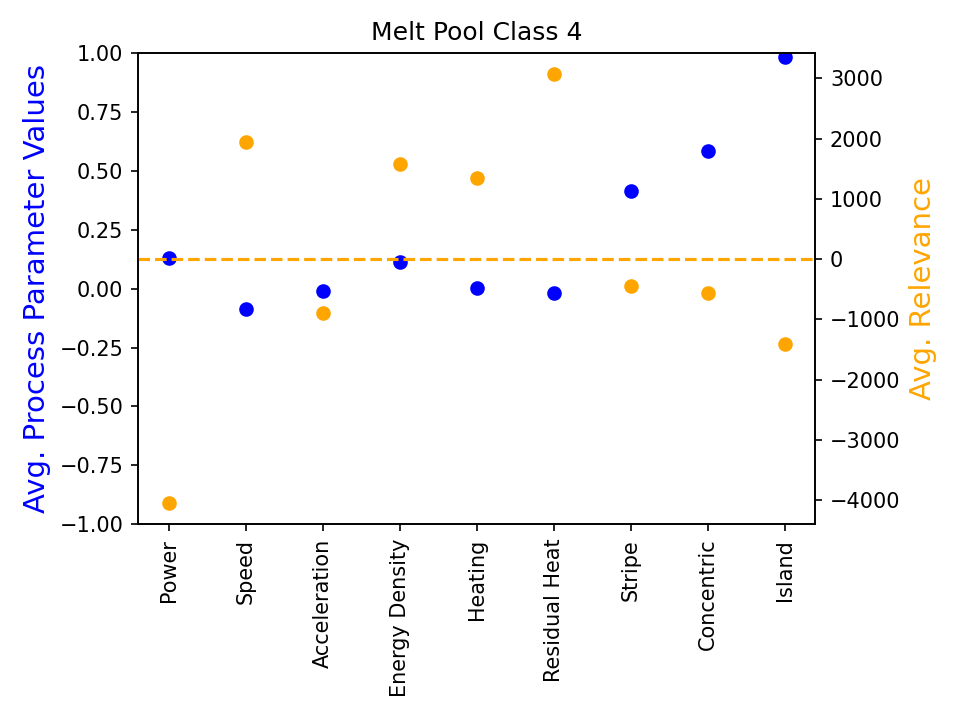 Melt Pool Class 4
Avg. Process Parameter Values
1.00
0.75
0.50
0.25
0.00
−0.25
−0.50
−0.75
−1.00
3000
2000
1000
0
−1000
−2000
−3000
−4000
Avg. Relevance
Power
Speed
Acceleration
Energy Density
Heating
Residual Heat
Stripe
Concentric
Island